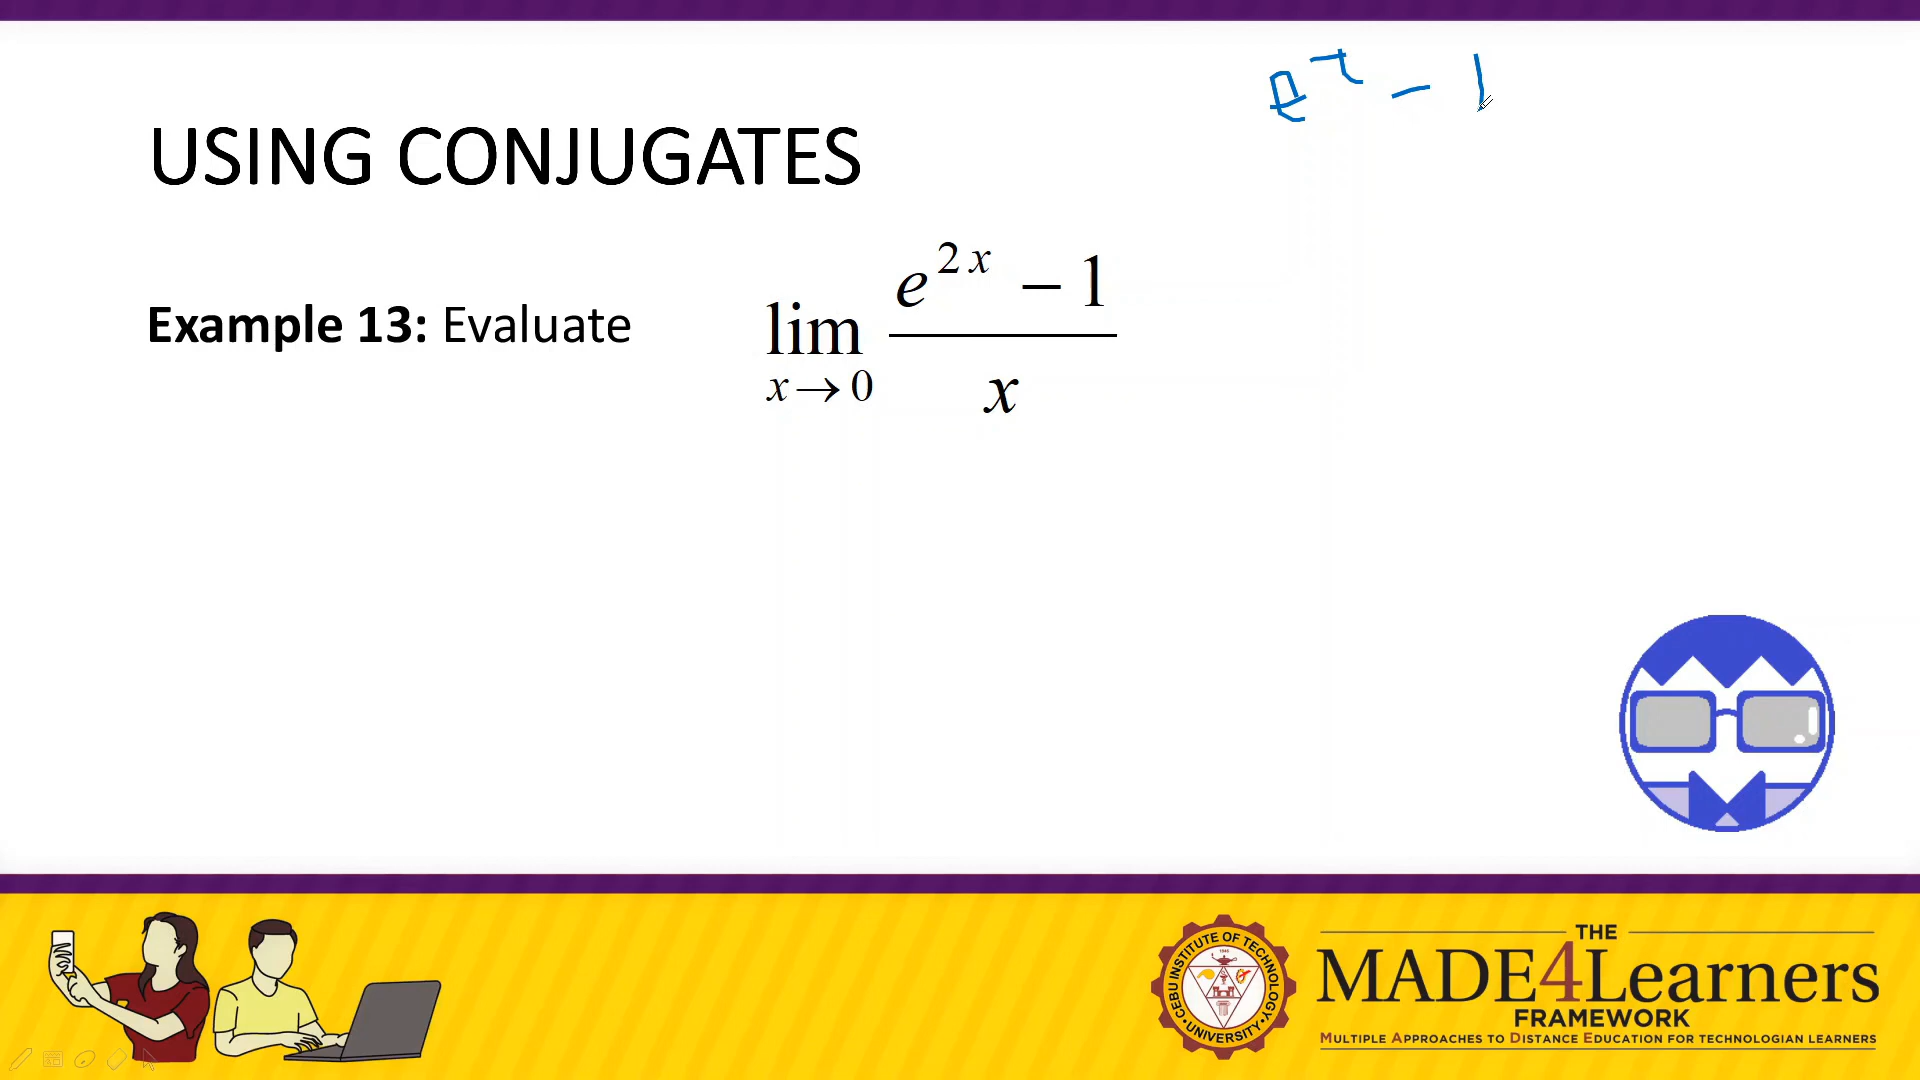 e^x - 1
USING CONJUGATES
Example 13: Evaluate lim x→0 (e^{2x} − 1)/x
CEBU INSTITUTE OF TECHNOLOGY
· UNIVERSITY ·
1946
THE
MADE4Learners
FRAMEWORK
MULTIPLE APPROACHES TO DISTANCE EDUCATION FOR TECHNOLOGIAN LEARNERS